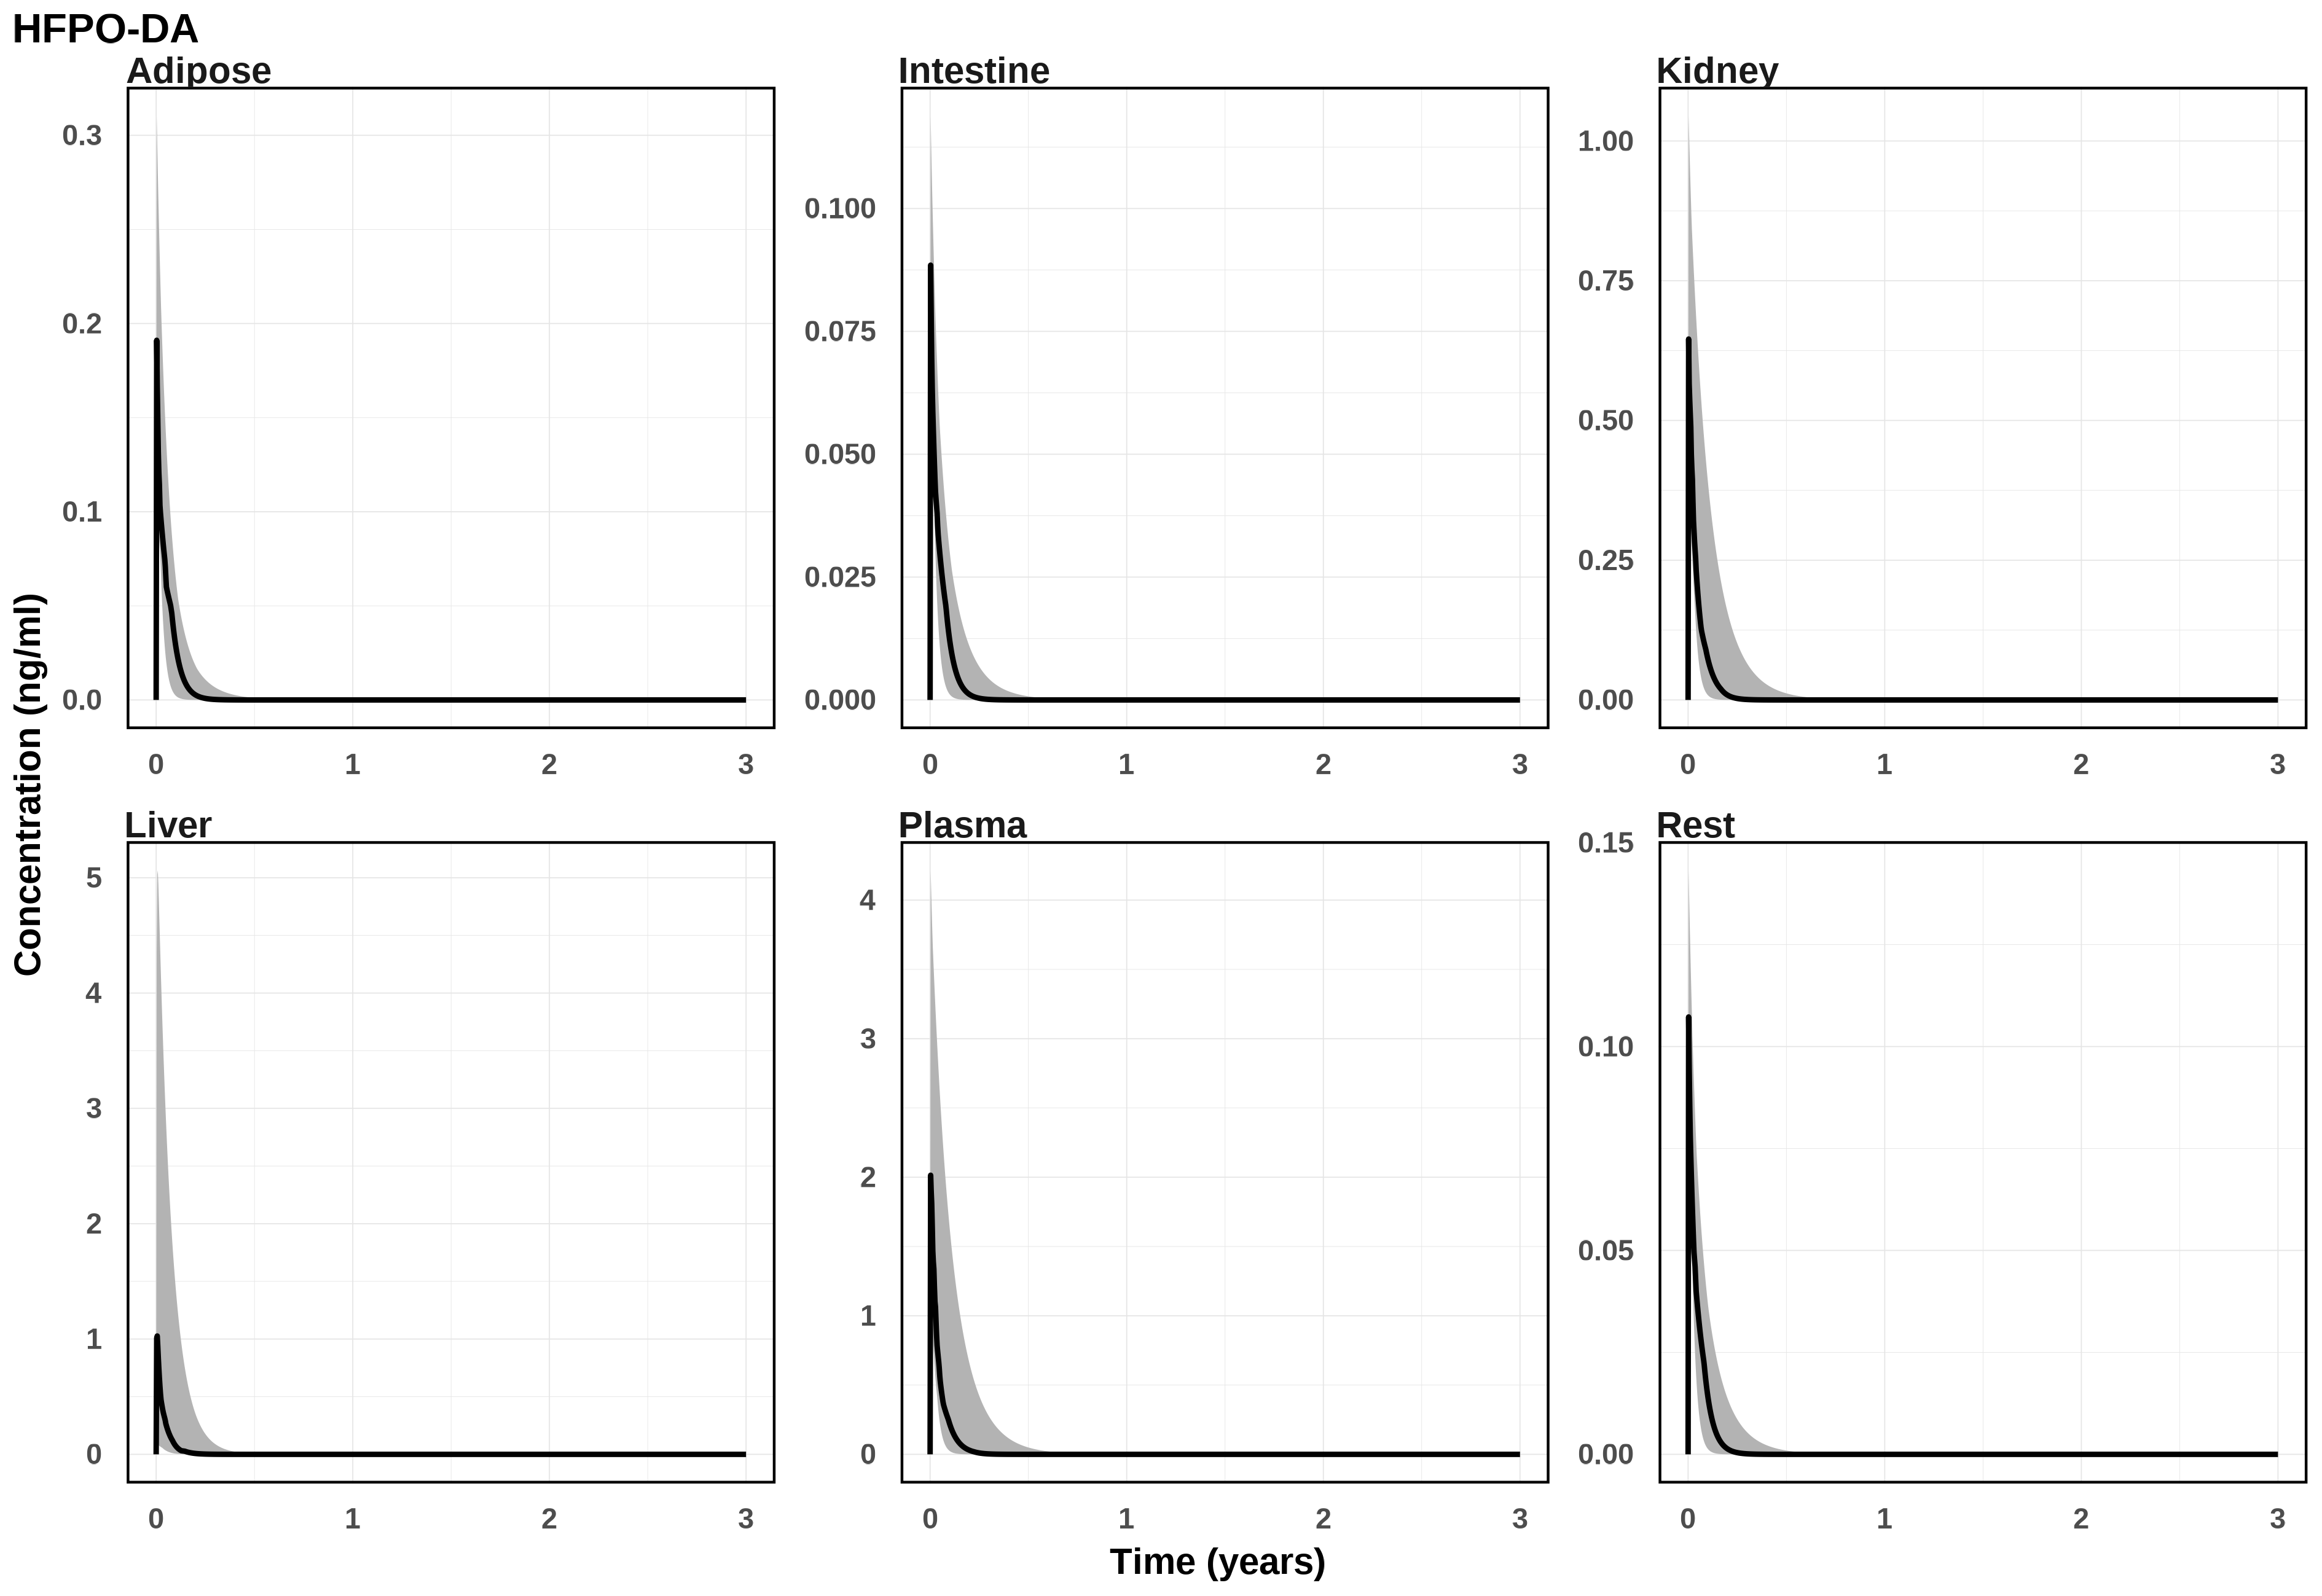 HFPO-DA
Adipose
Intestine
Kidney
0.3
0.2
0.1
0.0
0.100
0.075
0.050
0.025
0.000
1.00
0.75
0.50
0.25
0.00
0 1 2 3
0 1 2 3
0 1 2 3
Concentration (ng/ml)
Liver
Plasma
Rest
5
4
3
2
1
0
4
3
2
1
0
0.15
0.10
0.05
0.00
0 1 2 3
0 1 2 3
0 1 2 3
Time (years)